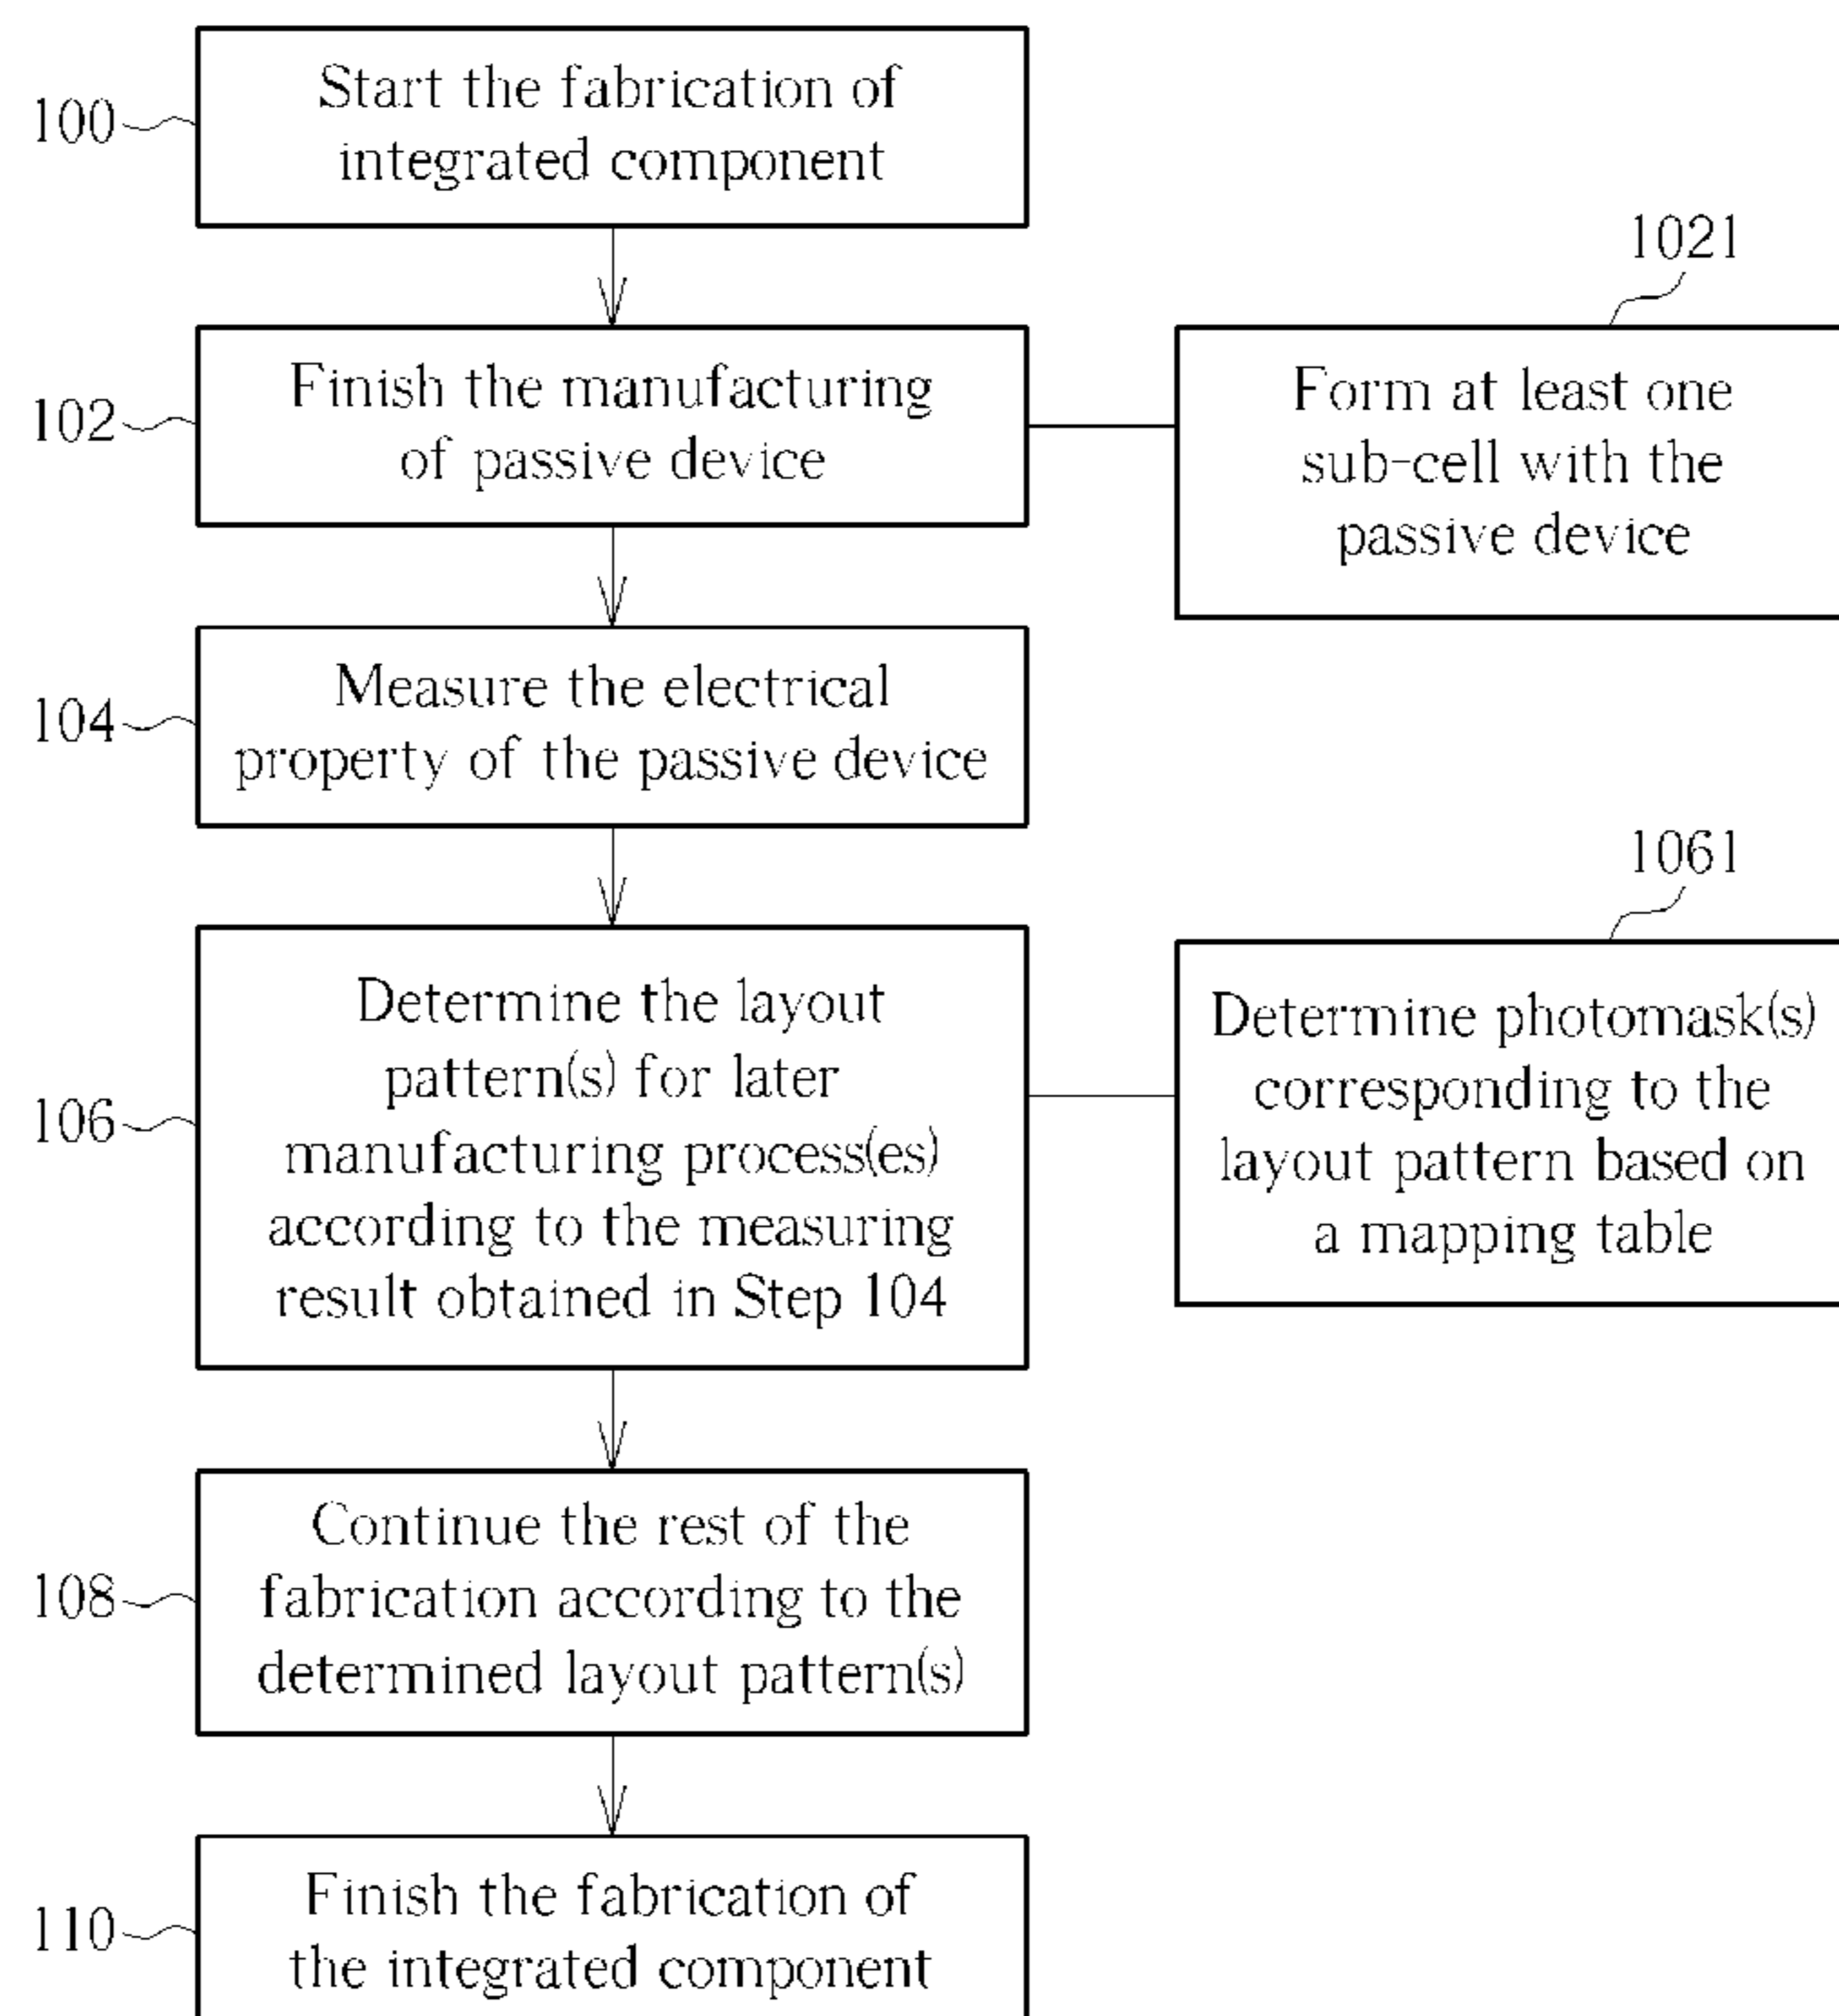 100
Start the fabrication of
integrated component
1021
102
Finish the manufacturing
of passive device
Form at least one
sub-cell with the
passive device
104
Measure the electrical
property of the passive device
1061
106
Determine the layout
pattern(s) for later
manufacturing process(es)
according to the measuring
result obtained in Step 104
Determine photomask(s)
corresponding to the
layout pattern based on
a mapping table
108
Continue the rest of the
fabrication according to the
determined layout pattern(s)
110
Finish the fabrication of
the integrated component